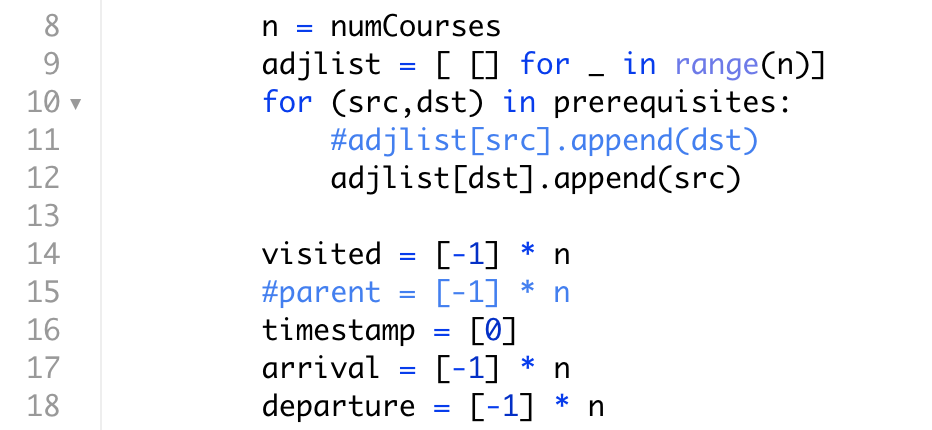 8 n = numCourses
9 adjlist = [ [] for _ in range(n)]
10 ▼ for (src,dst) in prerequisites:
11 #adjlist[src].append(dst)
12 adjlist[dst].append(src)
13
14 visited = [-1] * n
15 #parent = [-1] * n
16 timestamp = [0]
17 arrival = [-1] * n
18 departure = [-1] * n